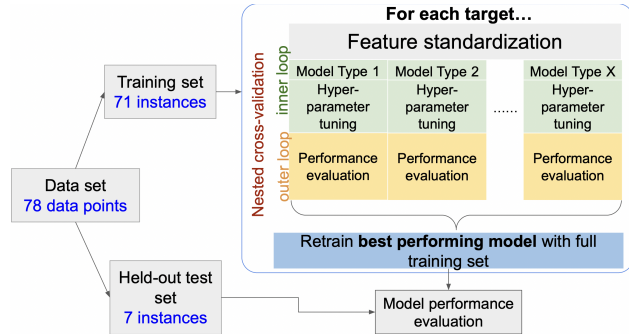 For each target...
Feature standardization
Nested cross-validation
inner loop
outer loop
Model Type 1
Hyper-
parameter
tuning
Performance
evaluation
Model Type 2
Hyper-
parameter
tuning
Performance
evaluation
......
Model Type X
Hyper-
parameter
tuning
Performance
evaluation
Training set
71 instances
Data set
78 data points
Held-out test
set
7 instances
Retrain best performing model with full
training set
Model performance
evaluation